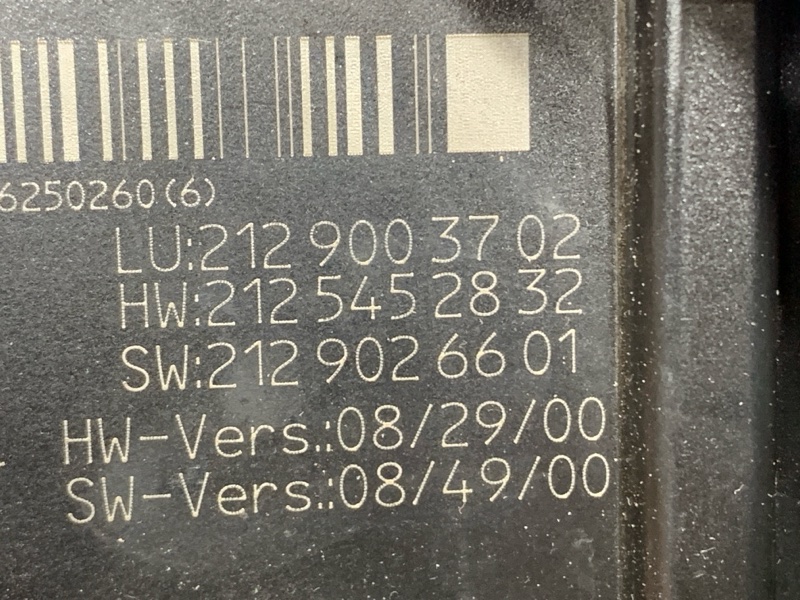 6250260(6)
LU:212 900 37 02
HW:212 545 28 32
SW:212 902 66 01
HW-Vers.:08/29/00
SW-Vers.:08/49/00